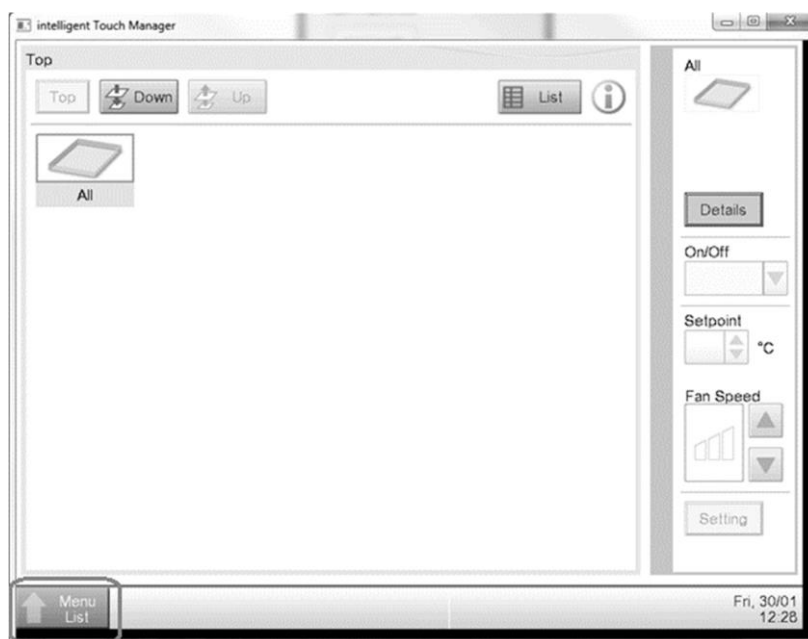 intelligent Touch Manager
Top
Top
Down
Up
List
All
All
Details
On/Off
Setpoint
°C
Fan Speed
Setting
Menu
List
Fri, 30/01
12:28